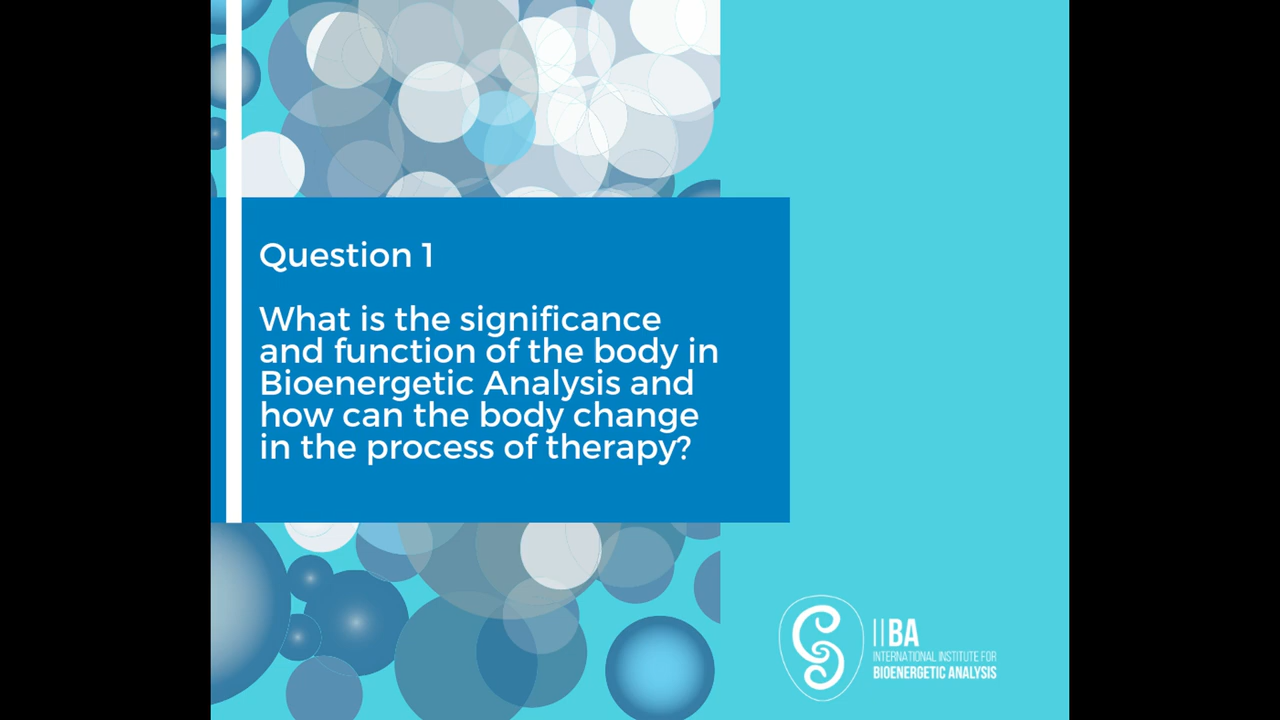 Question 1
What is the significance
and function of the body in
Bioenergetic Analysis and
how can the body change
in the process of therapy?
IIBA
INTERNATIONAL INSTITUTE FOR
BIOENERGETIC ANALYSIS